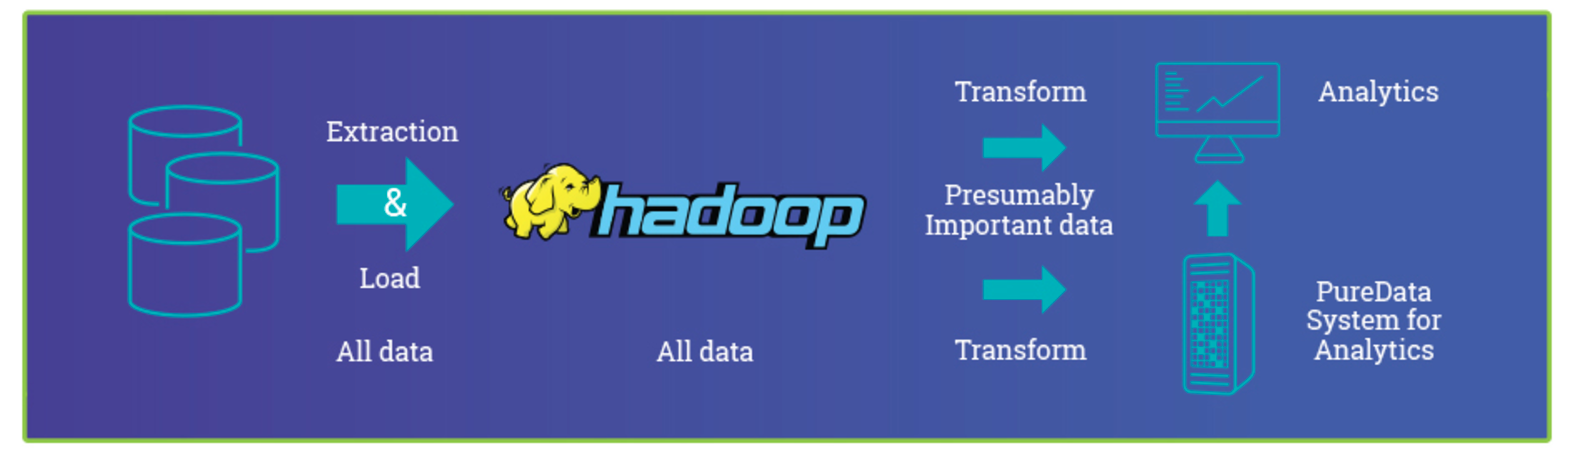 Extraction
&
Load
All data
hadoop
All data
Transform
Presumably
Important data
Transform
Analytics
PureData
System for
Analytics